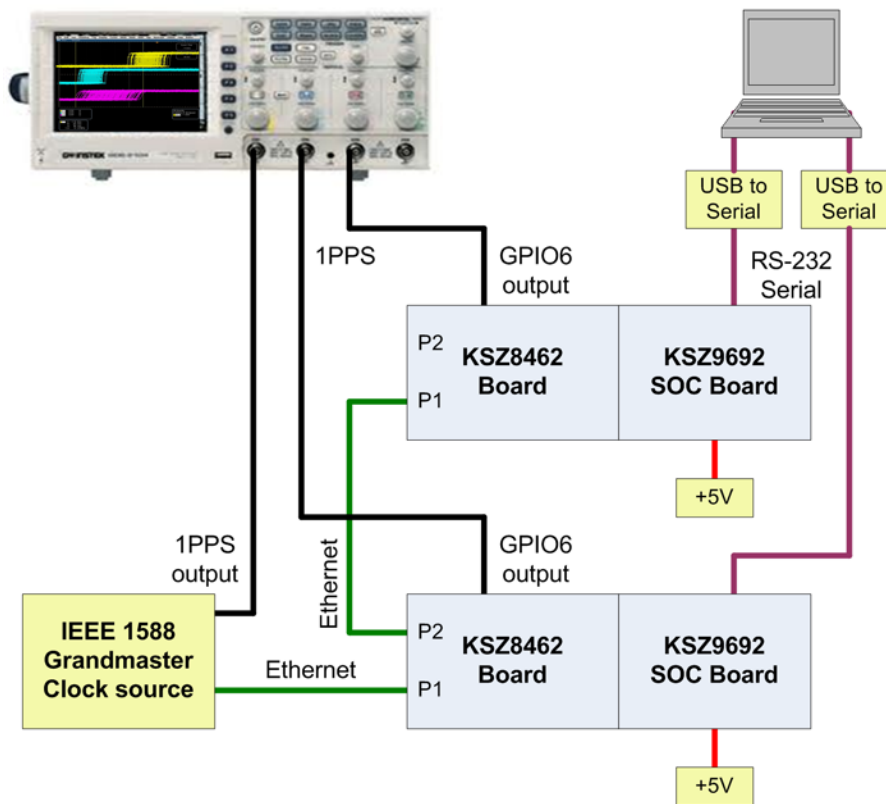 GW INSTEK
USB to
Serial
USB to
Serial
1PPS
GPIO6
output
RS-232
Serial
P2
P1
KSZ8462
Board
KSZ9692
SOC Board
+5V
1PPS
output
Ethernet
GPIO6
output
IEEE 1588
Grandmaster
Clock source
Ethernet
P2
P1
KSZ8462
Board
KSZ9692
SOC Board
+5V